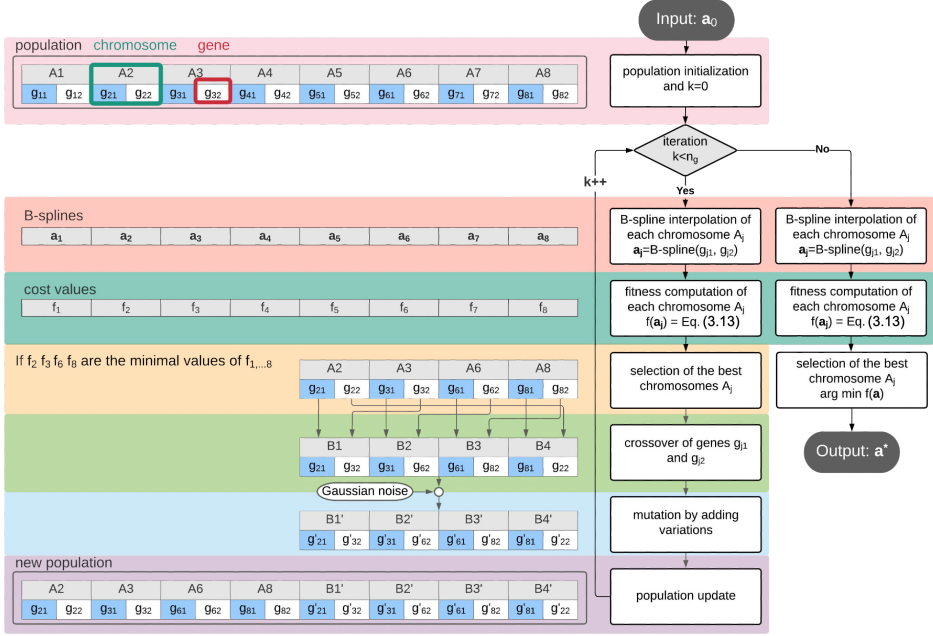 Input: a₀
population chromosome gene
A1 A2 A3 A4 A5 A6 A7 A8
g₁₁ g₁₂ g₂₁ g₂₂ g₃₁ g₃₂ g₄₁ g₄₂ g₅₁ g₅₂ g₆₁ g₆₂ g₇₁ g₇₂ g₈₁ g₈₂
population initialization
and k=0
iteration
k<n_g
No
k++
Yes
B-splines
a₁ a₂ a₃ a₄ a₅ a₆ a₇ a₈
B-spline interpolation of
each chromosome Aⱼ
aⱼ=B-spline(gⱼ₁, gⱼ₂)
B-spline interpolation of
each chromosome Aⱼ
aⱼ=B-spline(gⱼ₁, gⱼ₂)
cost values
f₁ f₂ f₃ f₄ f₅ f₆ f₇ f₈
fitness computation of
each chromosome Aⱼ
f(aⱼ) = Eq. (3.13)
fitness computation of
each chromosome Aⱼ
f(aⱼ) = Eq. (3.13)
If f₂ f₃ f₆ f₈ are the minimal values of f₁,...₈
A2 A3 A6 A8
g₂₁ g₂₂ g₃₁ g₃₂ g₆₁ g₆₂ g₈₁ g₈₂
selection of the best
chromosomes Aⱼ
selection of the best
chromosome Aⱼ
arg min f(a)
B1 B2 B3 B4
g₂₁ g₃₂ g₃₁ g₆₂ g₆₁ g₈₂ g₈₁ g₂₂
crossover of genes gⱼ₁
and gⱼ₂
Output: a*
Gaussian noise
B1' B2' B3' B4'
g'₂₁ g'₃₂ g'₃₁ g'₆₂ g'₆₁ g'₈₂ g'₈₁ g'₂₂
mutation by adding
variations
new population
A2 A3 A6 A8 B1' B2' B3' B4'
g₂₁ g₂₂ g₃₁ g₃₂ g₆₁ g₆₂ g₈₁ g₈₂ g'₂₁ g'₃₂ g'₃₁ g'₆₂ g'₆₁ g'₈₂ g'₈₁ g'₂₂
population update